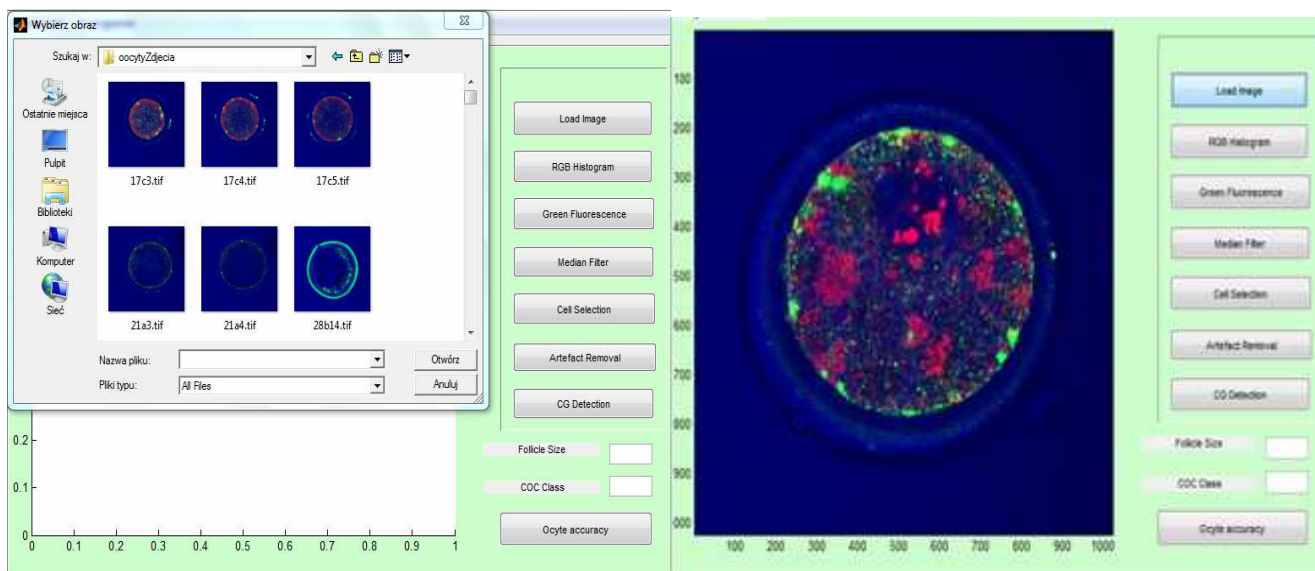 Wybierz obraz
Szukaj w: oocytyZdjecia
Ostatnie miejsca
Pulpit
Biblioteki
Komputer
Sieć
17c3.tif 17c4.tif 17c5.tif
21a3.tif 21a4.tif 28b14.tif
Nazwa pliku: Otwórz
Pliki typu: All Files Anuluj
Load Image
RGB Histogram
Green Fluorescence
Median Filter
Cell Selection
Artefact Removal
CG Detection
Follicle Size
COC Class
Ocyte accuracy
0.2
0.1
0
0 0.1 0.2 0.3 0.4 0.5 0.6 0.7 0.8 0.9 1
100
200
300
400
500
600
700
800
900
000
100 200 300 400 500 600 700 800 900 1000
Load Image
RGB Histogram
Green Fluorescence
Median Filter
Cell Selection
Artefact Removal
CG Detection
Follicle Size
COC Class
Ocyte accuracy